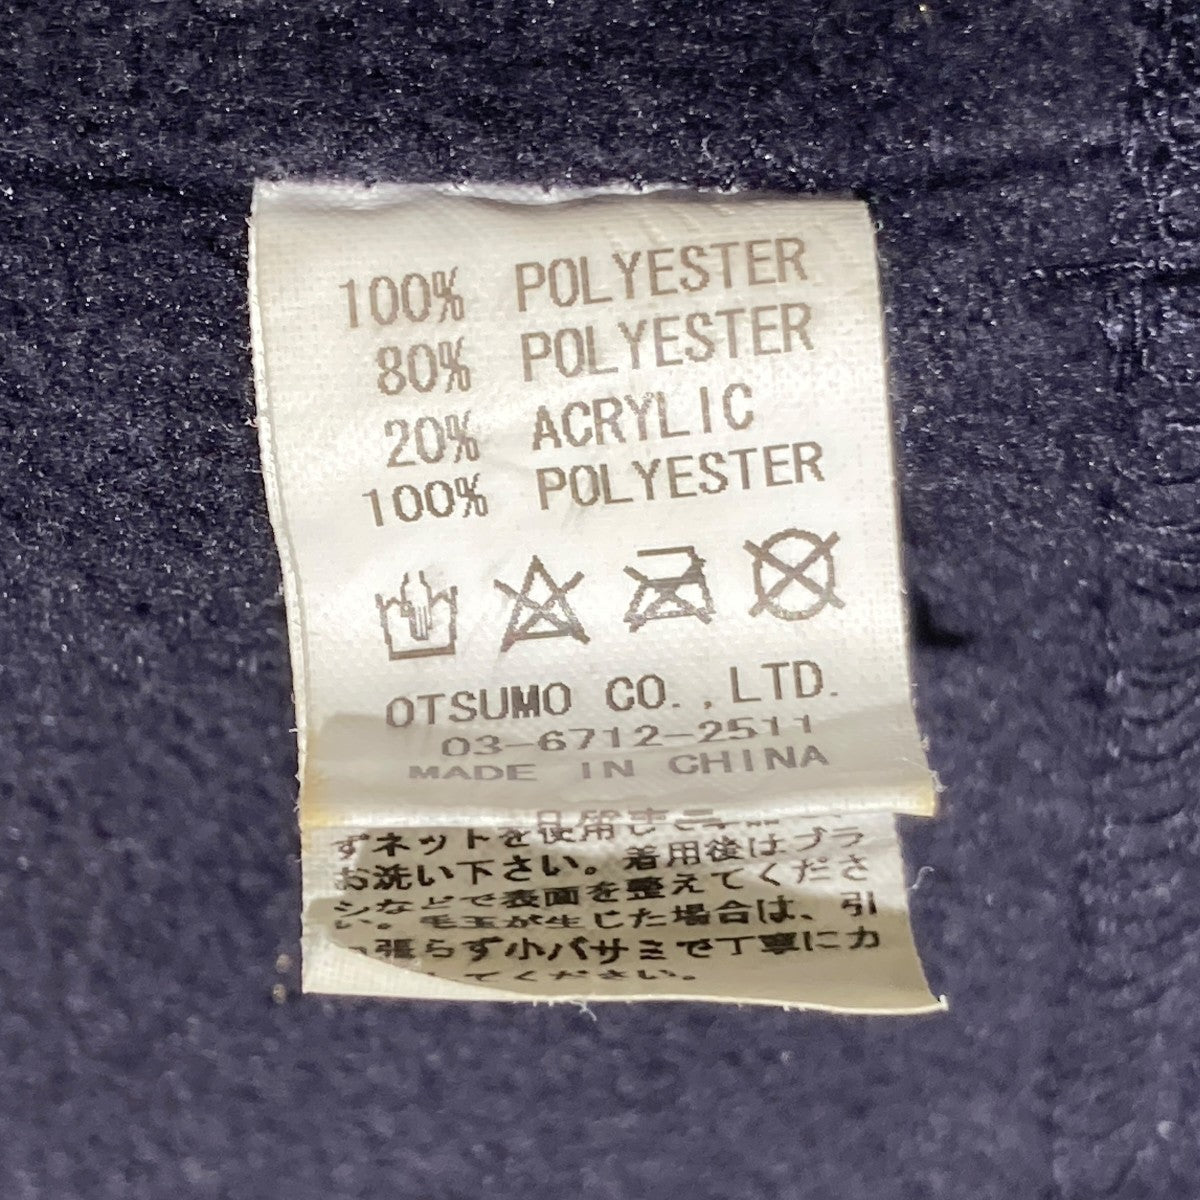 100% POLYESTER
80% POLYESTER
20% ACRYLIC
100% POLYESTER
OTSUMO CO.,LTD.
03-6712-2511
MADE IN CHINA
ずネットを使用して
お洗い下さい。着用後はブラ
シなどで表面を整えてくださ
い。毛玉が生じた場合は、引
張らず小バサミで丁寧にカ
してください。